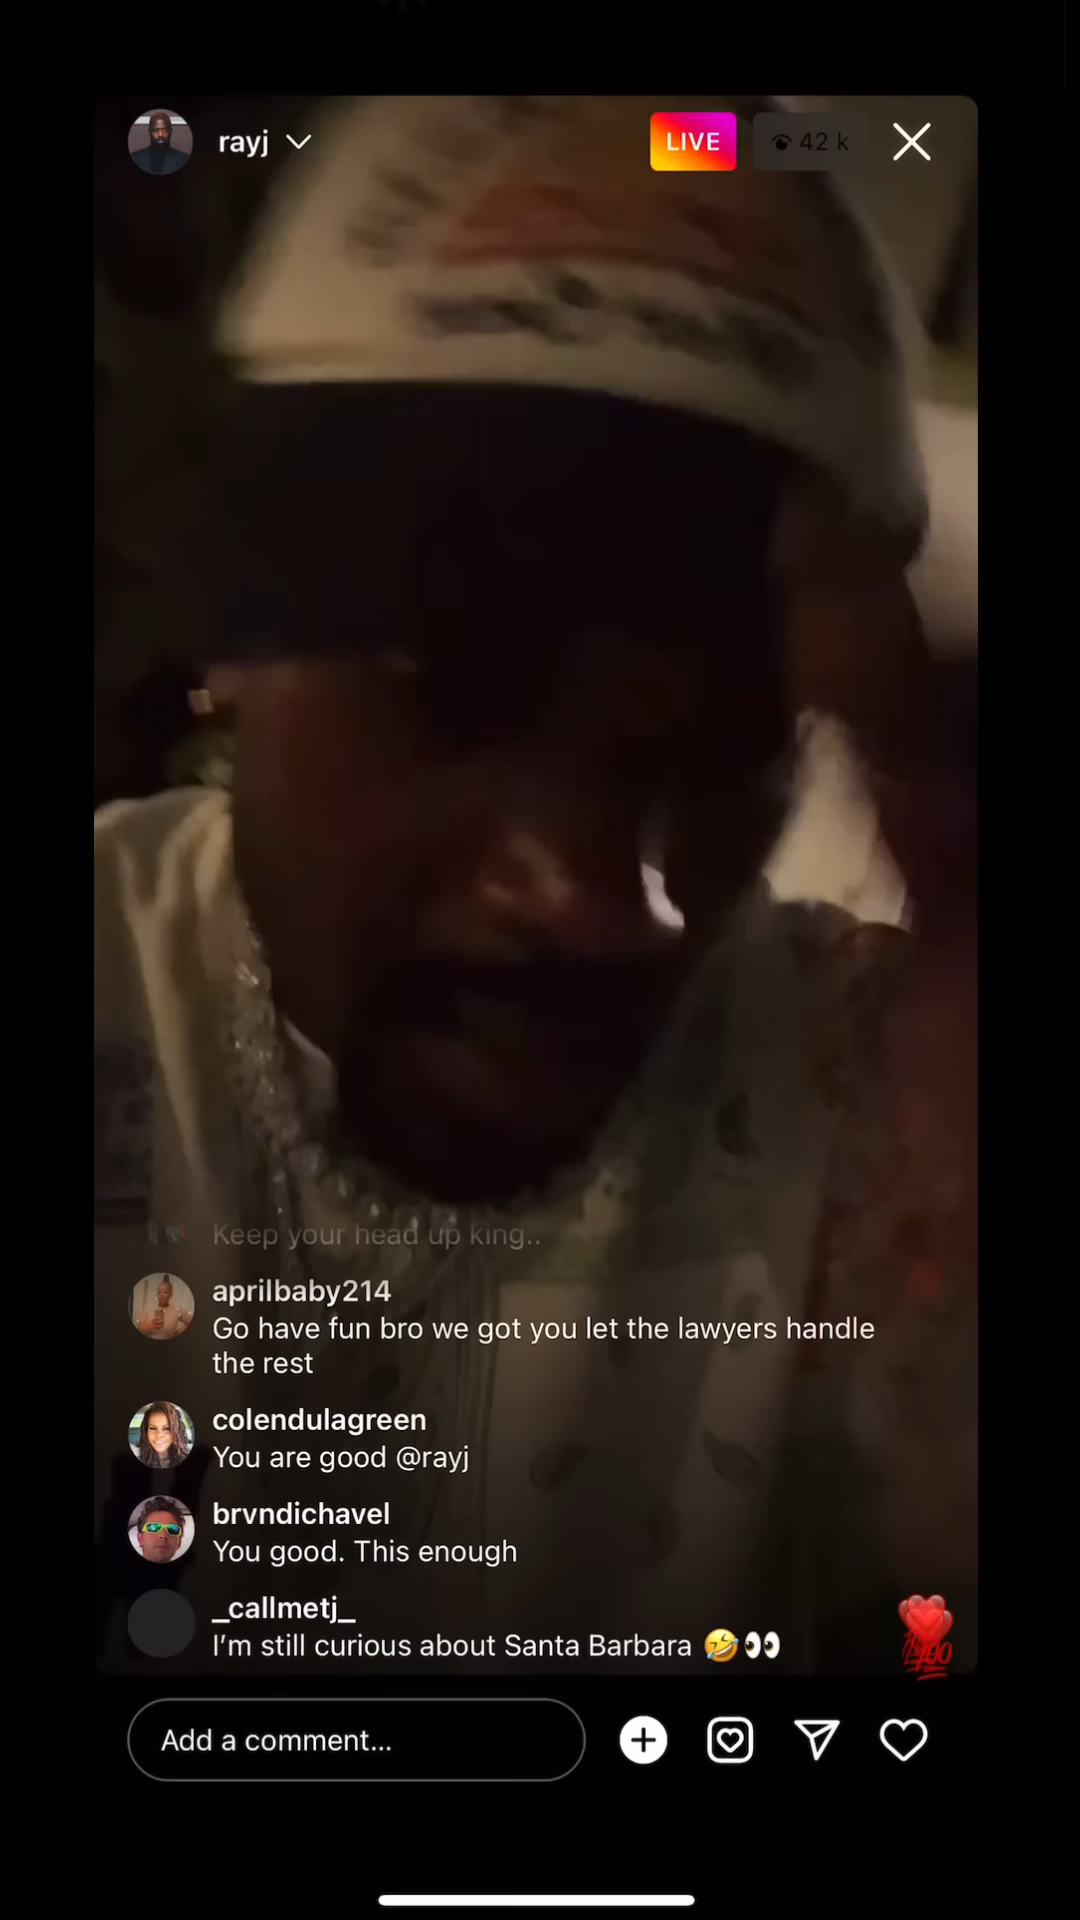 rayj
LIVE
42 k
Keep your head up king..
aprilbaby214
Go have fun bro we got you let the lawyers handle
the rest
colendulagreen
You are good @rayj
brvndichavel
You good. This enough
_callmetj_
I'm still curious about Santa Barbara 🤣👀
Add a comment...